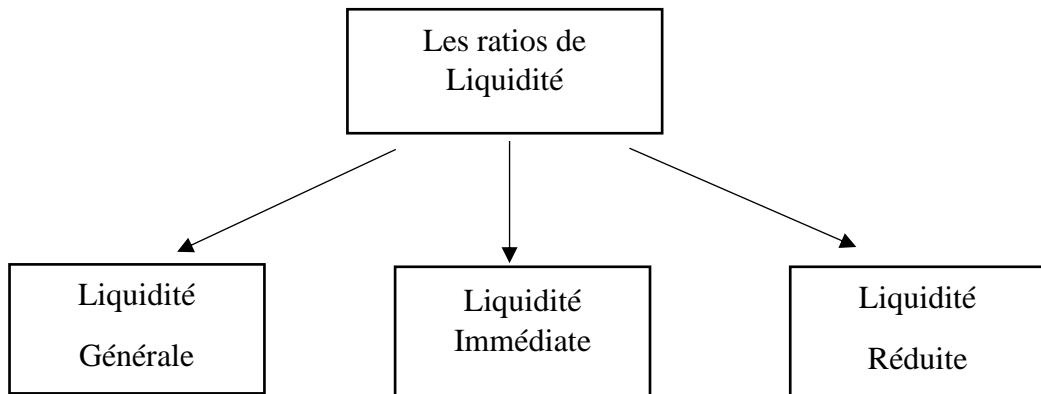 Les ratios de
Liquidité
Liquidité
Générale
Liquidité
Immédiate
Liquidité
Réduite